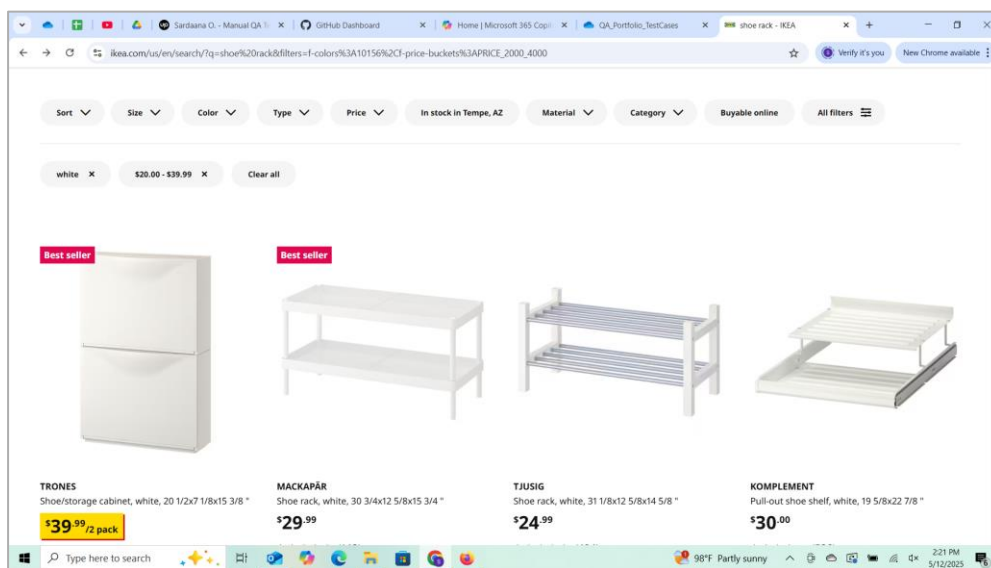 Sardaana O. - Manual QA
GitHub Dashboard
Home | Microsoft 365 Copi
QA_Portfolio_TestCases
shoe rack - IKEA
ikea.com/us/en/search/?q=shoe%20rack&filters=f-colors%3A10156%2Cf-price-buckets%3APRICE_2000_4000
Verify it's you
New Chrome available
Sort
Size
Color
Type
Price
In stock in Tempe, AZ
Material
Category
Buyable online
All filters
white
$20.00 - $39.99
Clear all
Best seller
Best seller
TRONES
Shoe/storage cabinet, white, 20 1/2x7 1/8x15 3/8 "
$39.99/2 pack
MACKAPÄR
Shoe rack, white, 30 3/4x12 5/8x15 3/4 "
$29.99
TJUSIG
Shoe rack, white, 31 1/8x12 5/8x14 5/8 "
$24.99
KOMPLEMENT
Pull-out shoe shelf, white, 19 5/8x22 7/8 "
$30.00
Type here to search
98°F Partly sunny
2:21 PM
5/12/2025